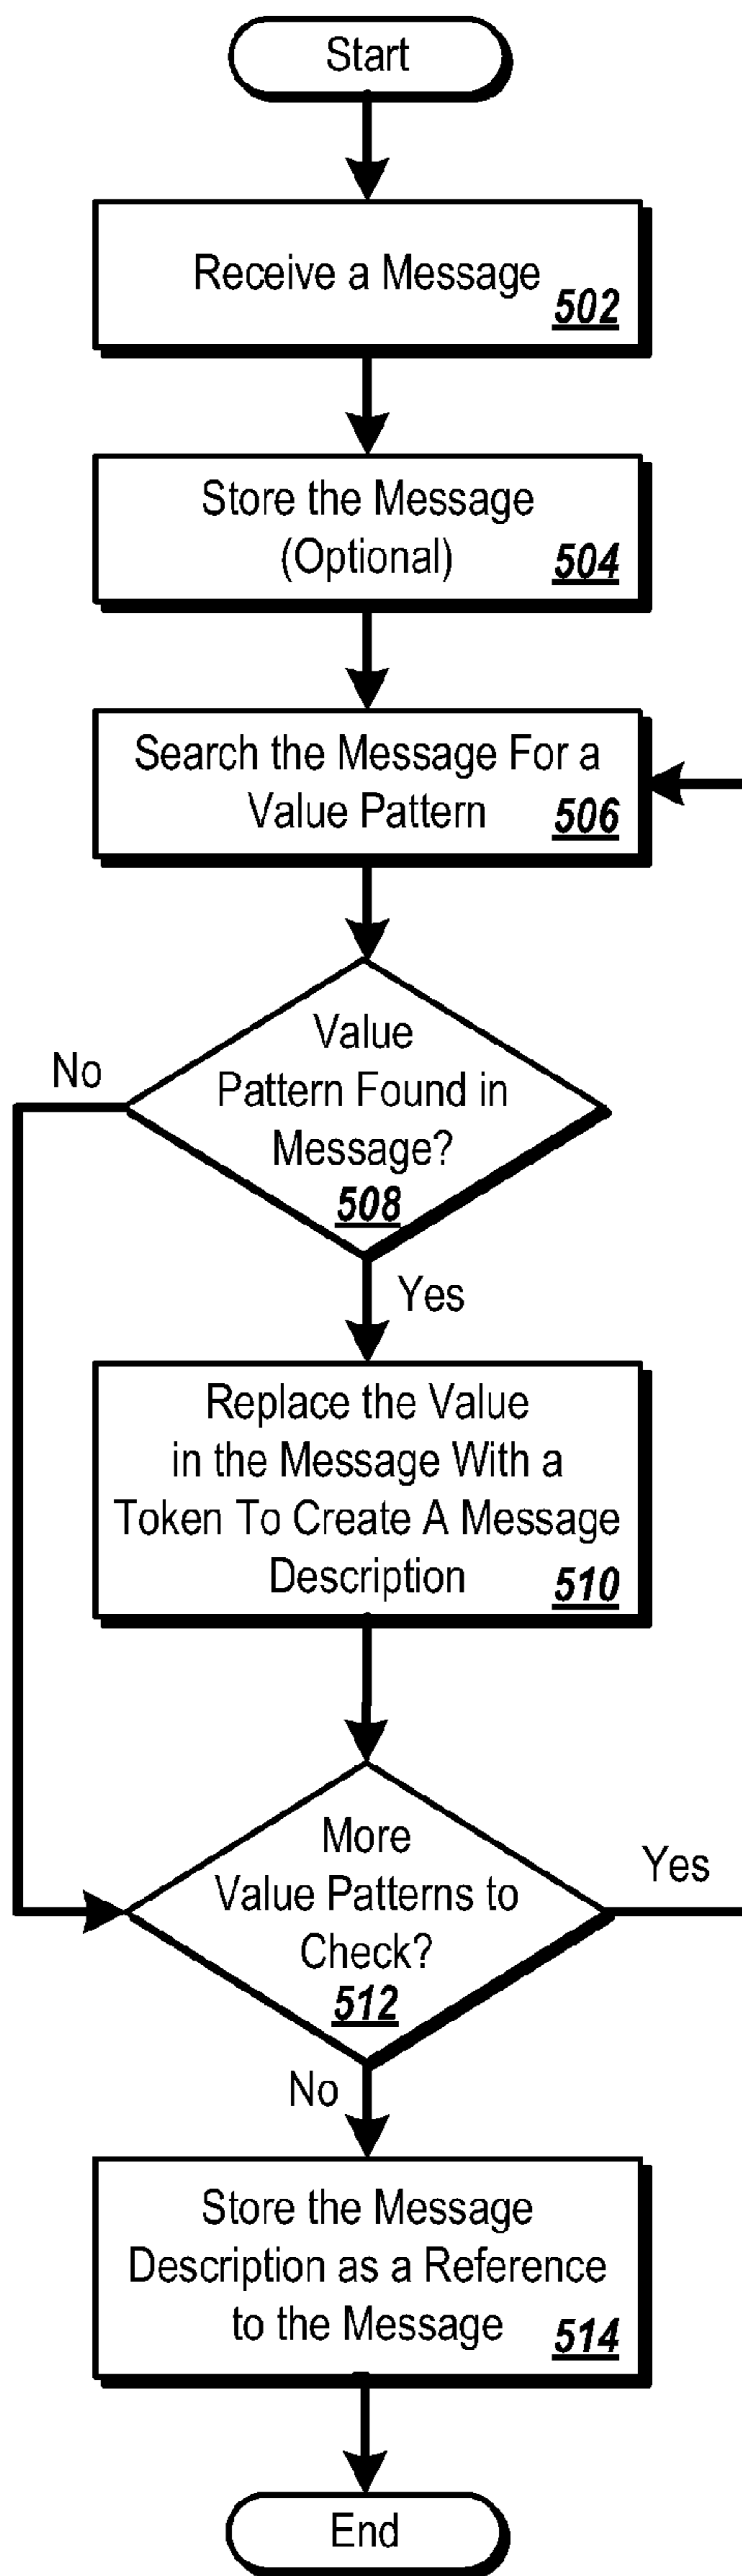 Start
Receive a Message
502
Store the Message
(Optional)
504
Search the Message For a
Value Pattern
506
Value
Pattern Found in
Message?
508
No
Yes
Replace the Value
in the Message With a
Token To Create A Message
Description
510
More
Value Patterns to
Check?
512
Yes
No
Store the Message
Description as a Reference
to the Message
514
End